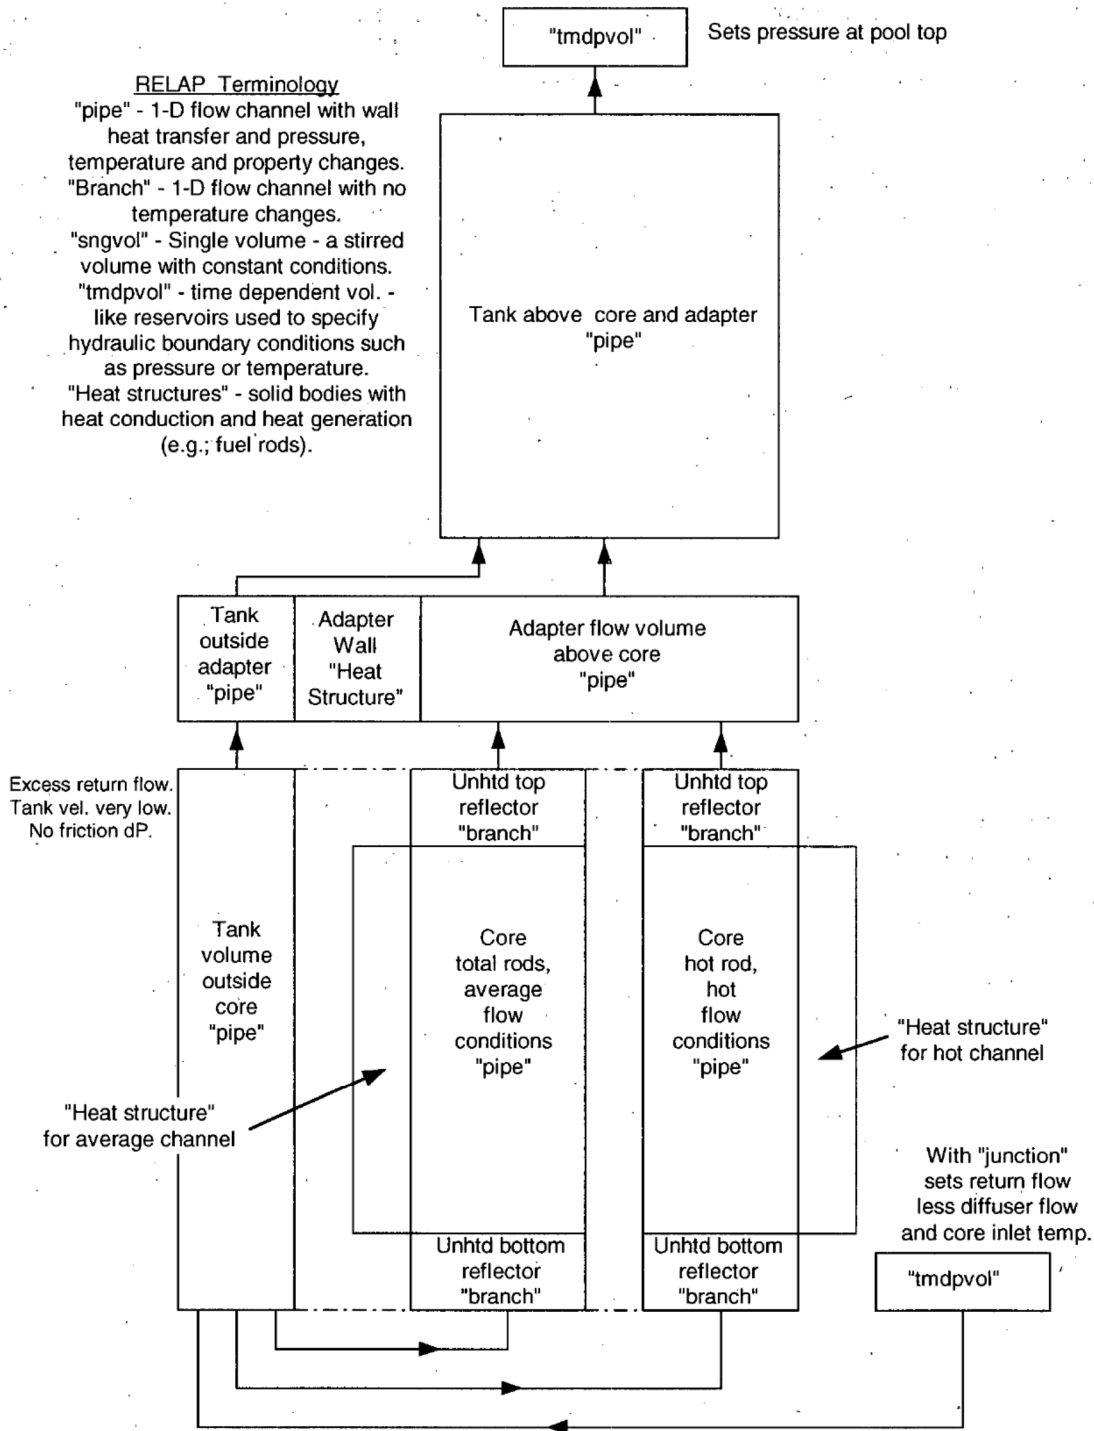 "tmdpvol"
Sets pressure at pool top
RELAP Terminology
"pipe" - 1-D flow channel with wall
heat transfer and pressure,
temperature and property changes.
"Branch" - 1-D flow channel with no
temperature changes.
"sngvol" - Single volume - a stirred
volume with constant conditions.
"tmdpvol" - time dependent vol. -
like reservoirs used to specify
hydraulic boundary conditions such
as pressure or temperature.
"Heat structures" - solid bodies with
heat conduction and heat generation
(e.g.; fuel rods).
Tank above core and adapter
"pipe"
Tank
outside
adapter
"pipe"
Adapter
Wall
"Heat
Structure"
Adapter flow volume
above core
"pipe"
Excess return flow.
Tank vel. very low.
No friction dP.
Unhtd top
reflector
"branch"
Unhtd top
reflector
"branch"
Tank
volume
outside
core
"pipe"
Core
total rods,
average
flow
conditions
"pipe"
Core
hot rod,
hot
flow
conditions
"pipe"
"Heat structure"
for hot channel
"Heat structure"
for average channel
With "junction"
sets return flow
less diffuser flow
and core inlet temp.
Unhtd bottom
reflector
"branch"
Unhtd bottom
reflector
"branch"
"tmdpvol"